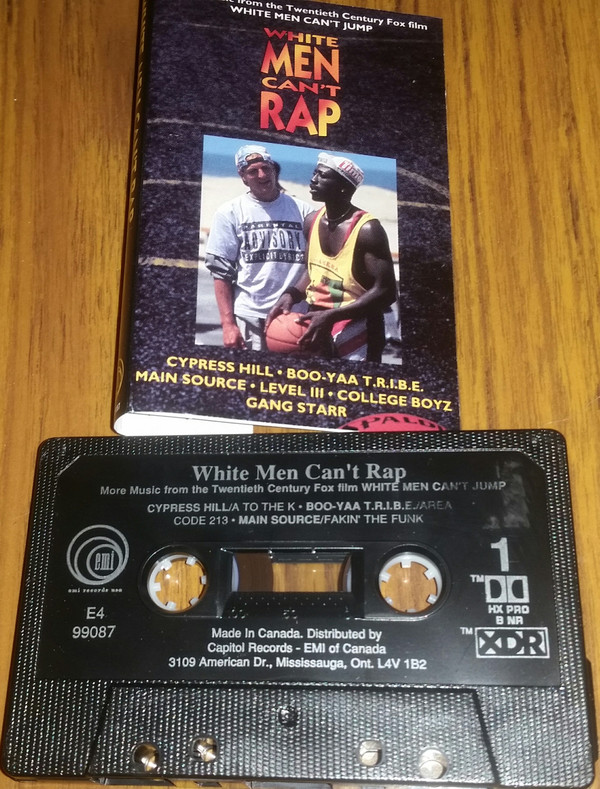 from the Twentieth Century Fox film
WHITE MEN CAN'T JUMP
WHITE
MEN
CAN'T
RAP
PARENTAL
ADVISORY
EXPLICIT LYRICS
CYPRESS HILL • BOO-YAA T.R.I.B.E.
MAIN SOURCE • LEVEL III • COLLEGE BOYZ
GANG STARR
White Men Can't Rap
More Music from the Twentieth Century Fox film WHITE MEN CAN'T JUMP
CYPRESS HILL/A TO THE K • BOO-YAA T.R.I.B.E./AREA
CODE 213 • MAIN SOURCE/FAKIN' THE FUNK
emi
emi records usa
E4
99087
1
TM
HX PRO
B NR
TM XDR
Made In Canada. Distributed by
Capitol Records - EMI of Canada
3109 American Dr., Mississauga, Ont. L4V 1B2